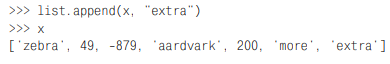 >>> list.append(x, "extra")
>>> x
['zebra', 49, -879, 'aardvark', 200, 'more', 'extra']